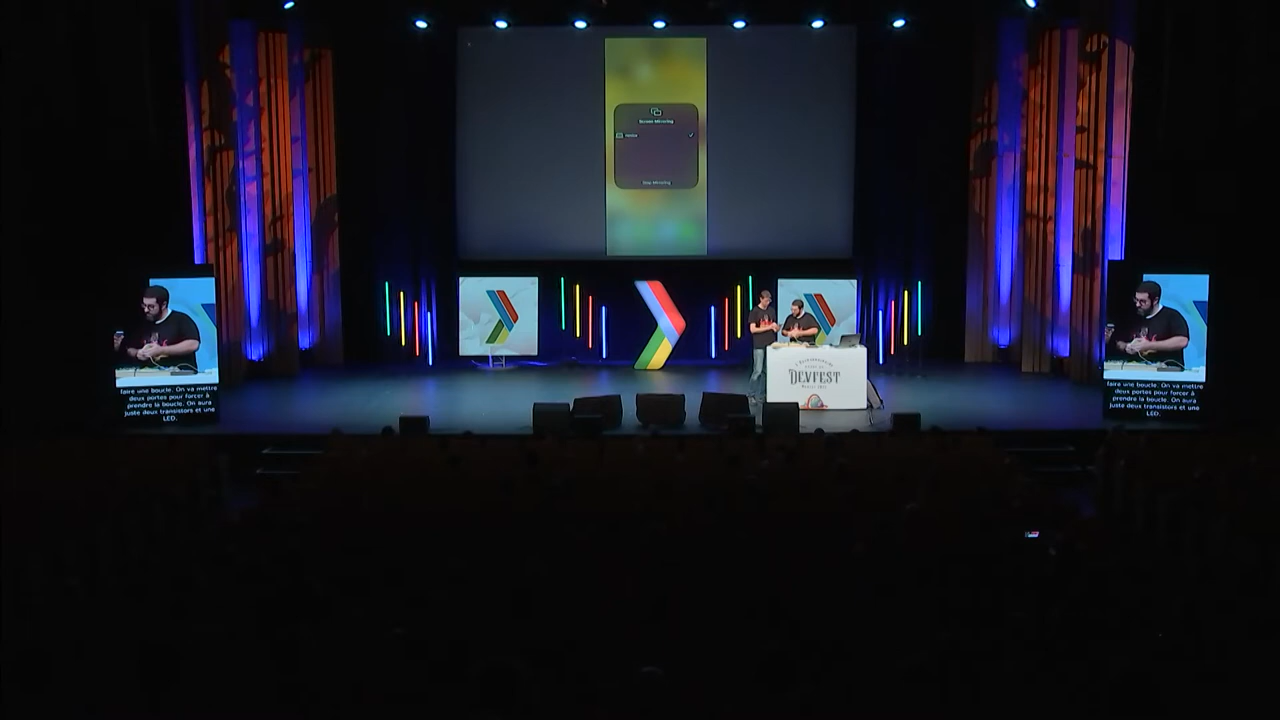 Screen Mirroring
Stop Mirroring
faire une boucle. On va mettre
deux portes pour forcer à
prendre la boucle. On aura
juste deux transistors et une
LED.
DEVFEST
faire une boucle. On va mettre
deux portes pour forcer à
prendre la boucle. On aura
juste deux transistors et une
LED.